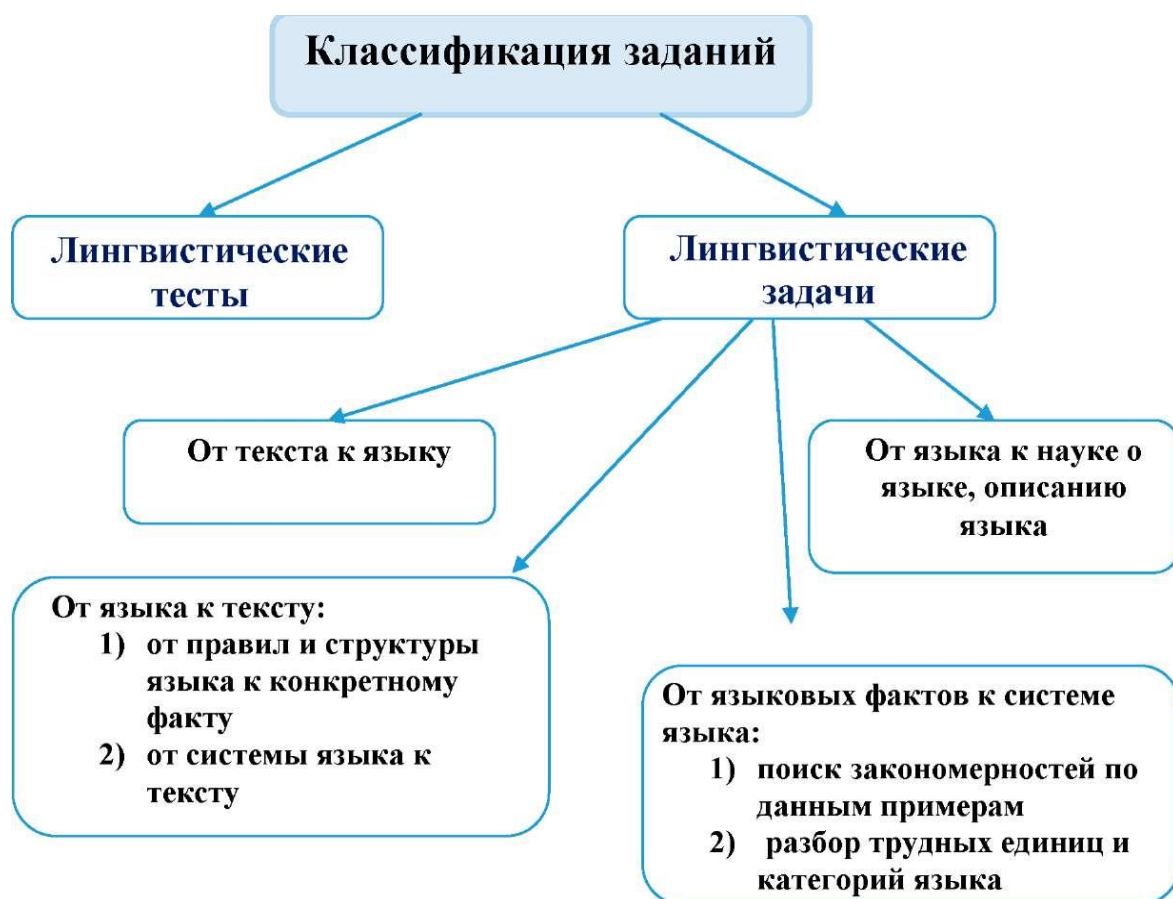 Классификация заданий
Лингвистические
тесты
Лингвистические
задачи
От текста к языку
От языка к науке о
языке, описанию
языка
От языка к тексту:
1) от правил и структуры
языка к конкретному
факту
2) от системы языка к
тексту
От языковых фактов к системе
языка:
1) поиск закономерностей по
данным примерам
2) разбор трудных единиц и
категорий языка